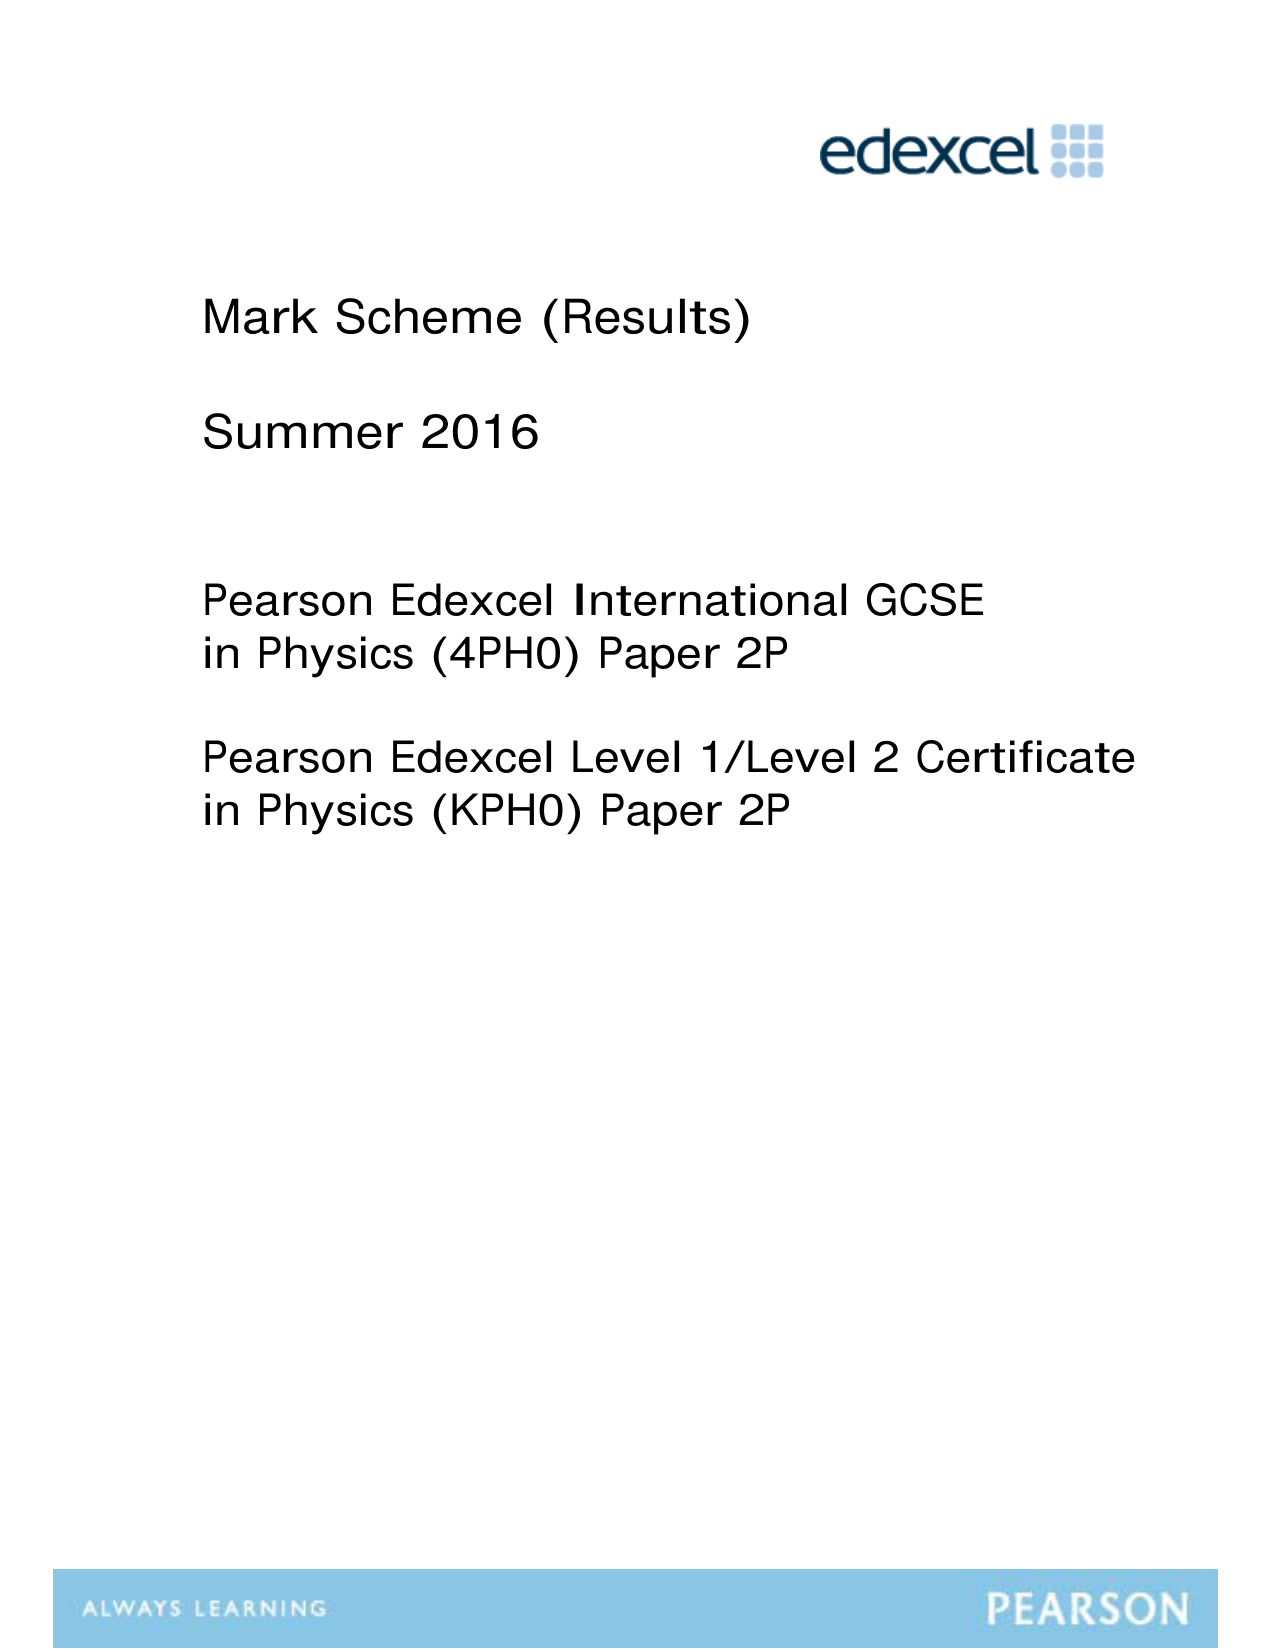 edexcel
Mark Scheme (Results)
Summer 2016
Pearson Edexcel International GCSE
in Physics (4PH0) Paper 2P
Pearson Edexcel Level 1/Level 2 Certificate
in Physics (KPH0) Paper 2P
ALWAYS LEARNING
PEARSON